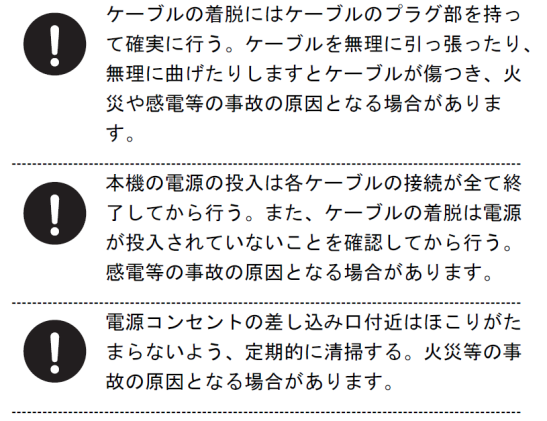 ケーブルの着脱にはケーブルのプラグ部を持っ
て確実に行う。ケーブルを無理に引っ張ったり、
無理に曲げたりしますとケーブルが傷つき、火
災や感電等の事故の原因となる場合がありま
す。
本機の電源の投入は各ケーブルの接続が全て終
了してから行う。また、ケーブルの着脱は電源
が投入されていないことを確認してから行う。
感電等の事故の原因となる場合があります。
電源コンセントの差し込み口付近はほこりがた
まらないよう、定期的に清掃する。火災等の事
故の原因となる場合があります。